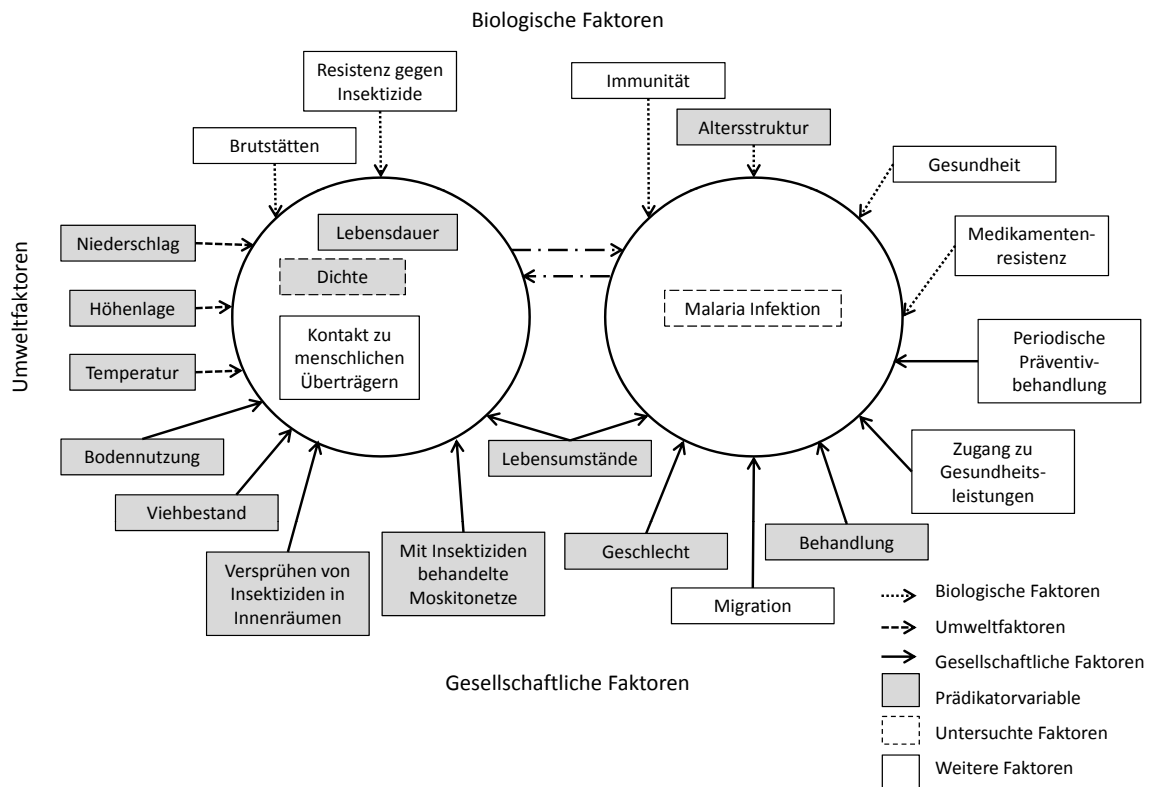 Biologische Faktoren
Resistenz gegen
Insektizide
Immunität
Altersstruktur
Brutstätten
Gesundheit
Niederschlag
Lebensdauer
Medikamenten-
resistenz
Dichte
Umweltfaktoren
Höhenlage
Malaria Infektion
Kontakt zu
menschlichen
Überträgern
Temperatur
Periodische
Präventiv-
behandlung
Bodennutzung
Lebensumstände
Zugang zu
Gesundheits-
leistungen
Viehbestand
Versprühen von
Insektiziden in
Innenräumen
Mit Insektiziden
behandelte
Moskitonetze
Geschlecht
Behandlung
Migration
Gesellschaftliche Faktoren
Biologische Faktoren
Umweltfaktoren
Gesellschaftliche Faktoren
Prädikatorvariable
Untersuchte Faktoren
Weitere Faktoren